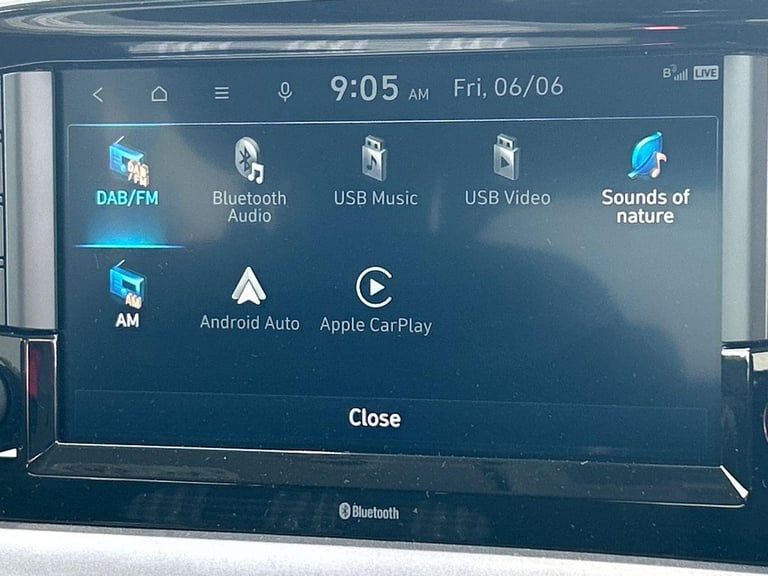 9:05 AM Fri, 06/06 B LIVE
DAB/FM
Bluetooth
Audio
USB Music
USB Video
Sounds of
nature
AM
Android Auto
Apple CarPlay
Close
Bluetooth